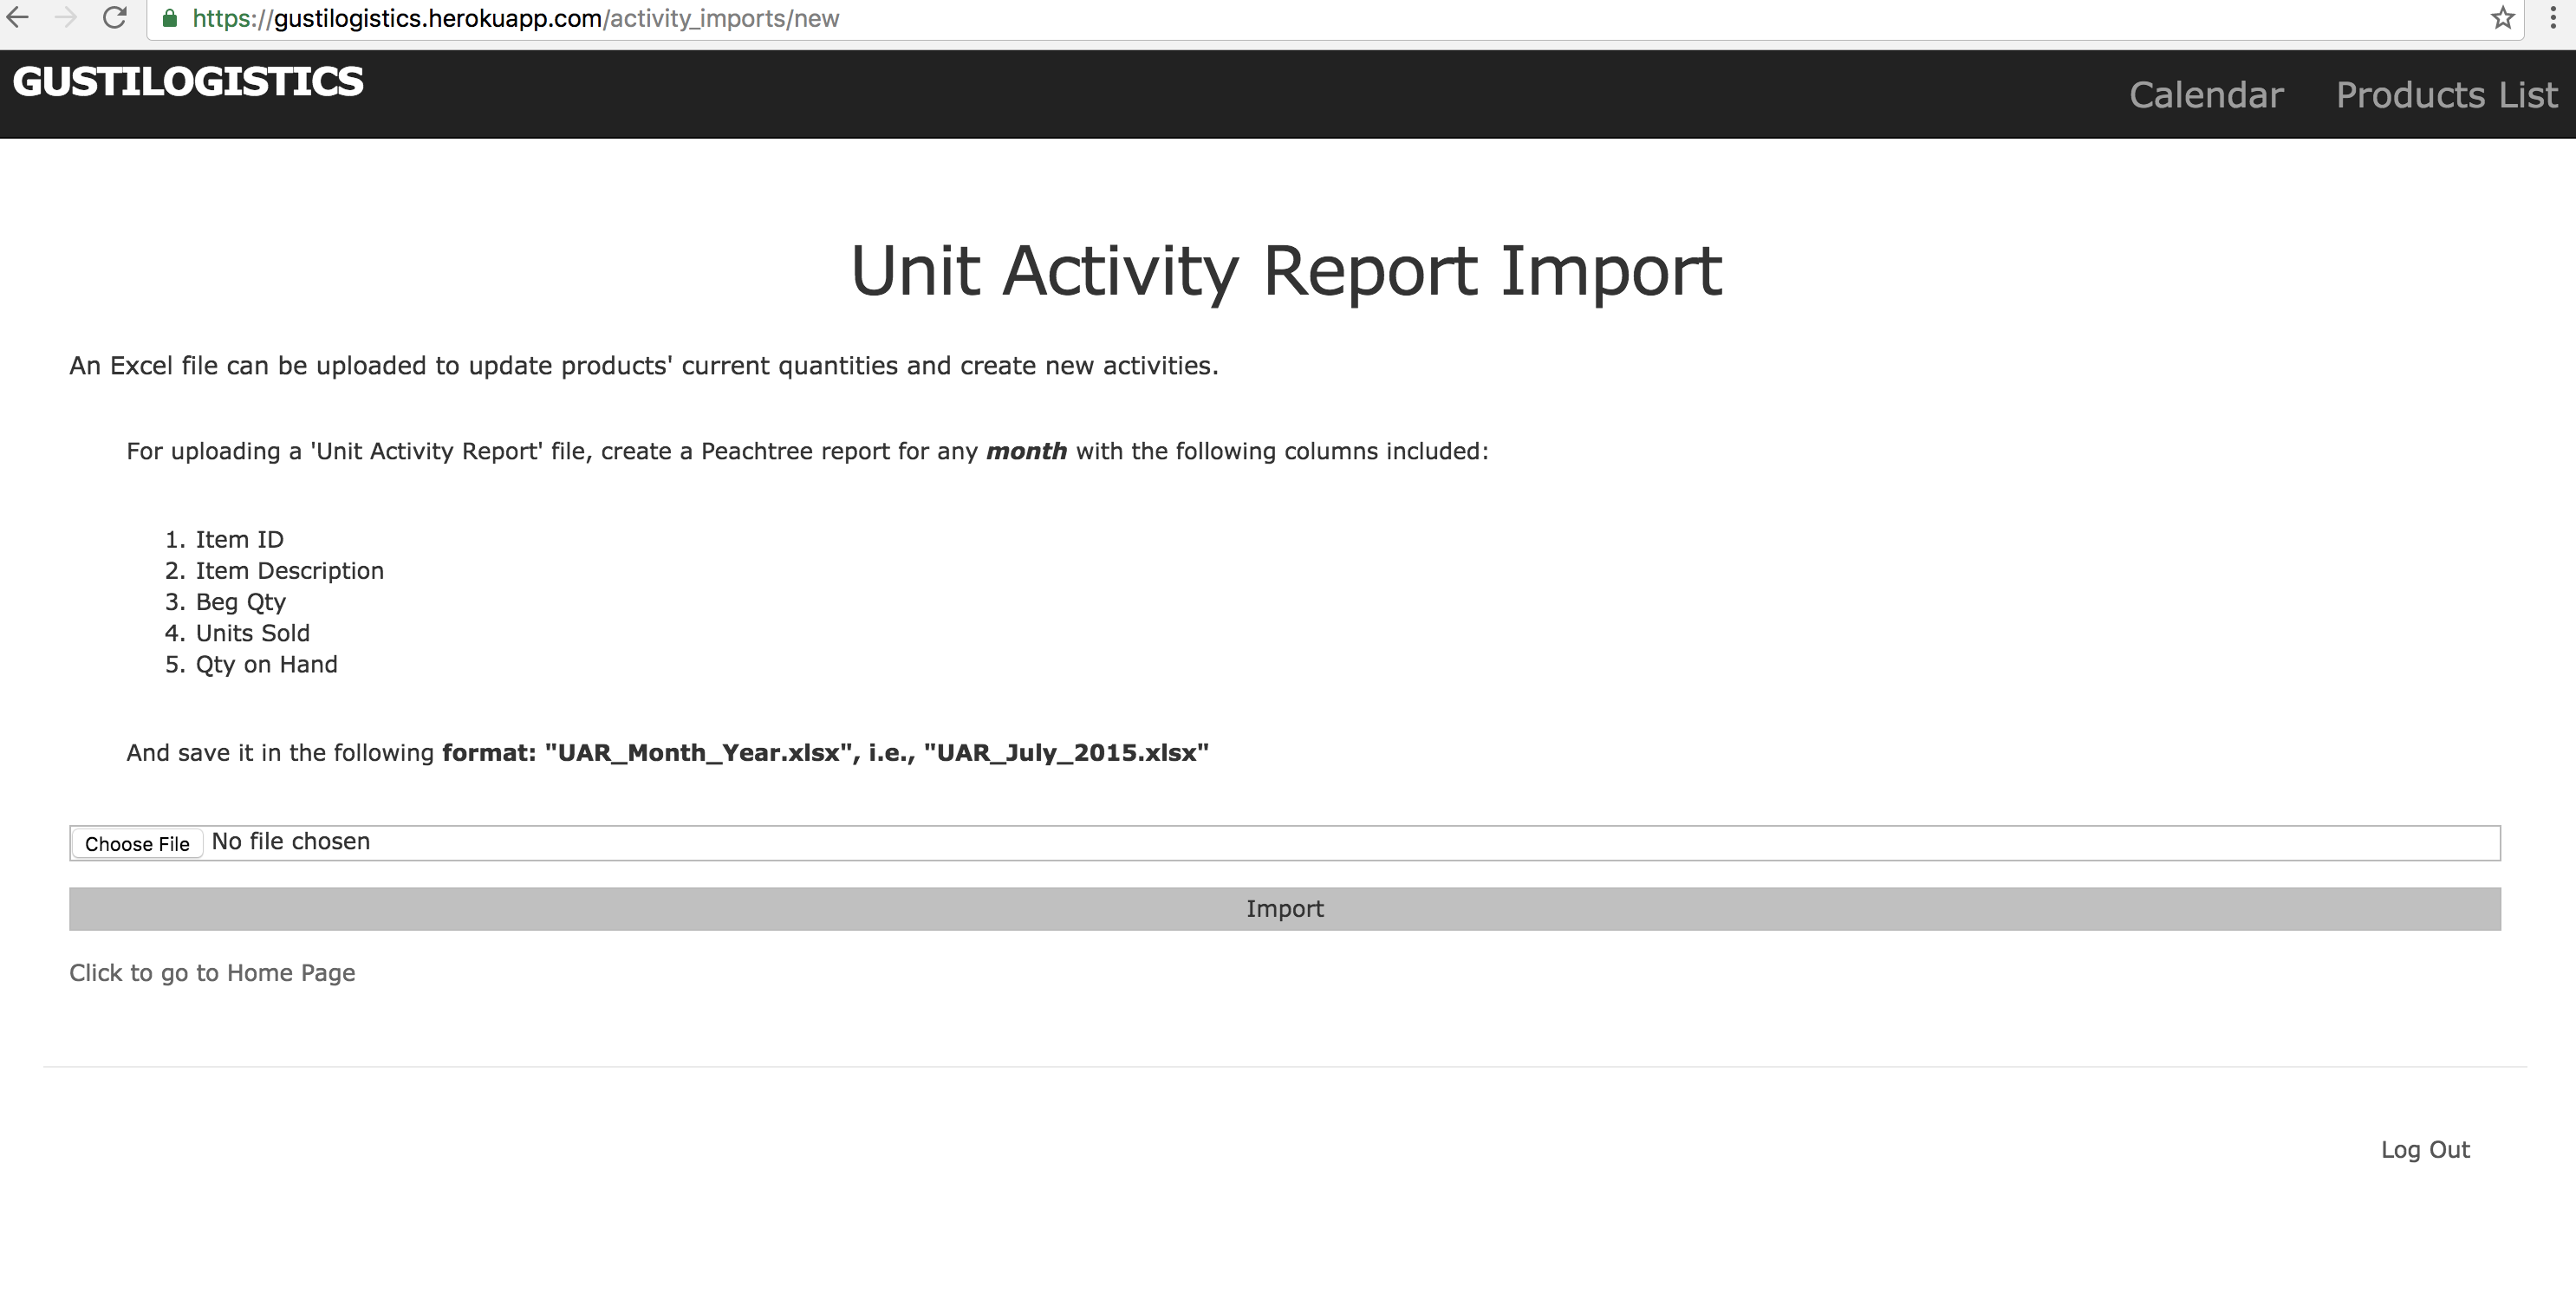 https://gustilogistics.herokuapp.com/activity_imports/new
GUSTILOGISTICS
Calendar
Products List
Unit Activity Report Import
An Excel file can be uploaded to update products' current quantities and create new activities.
For uploading a 'Unit Activity Report' file, create a Peachtree report for any month with the following columns included:
1. Item ID
2. Item Description
3. Beg Qty
4. Units Sold
5. Qty on Hand
And save it in the following format: "UAR_Month_Year.xlsx", i.e., "UAR_July_2015.xlsx"
Choose File No file chosen
Import
Click to go to Home Page
Log Out